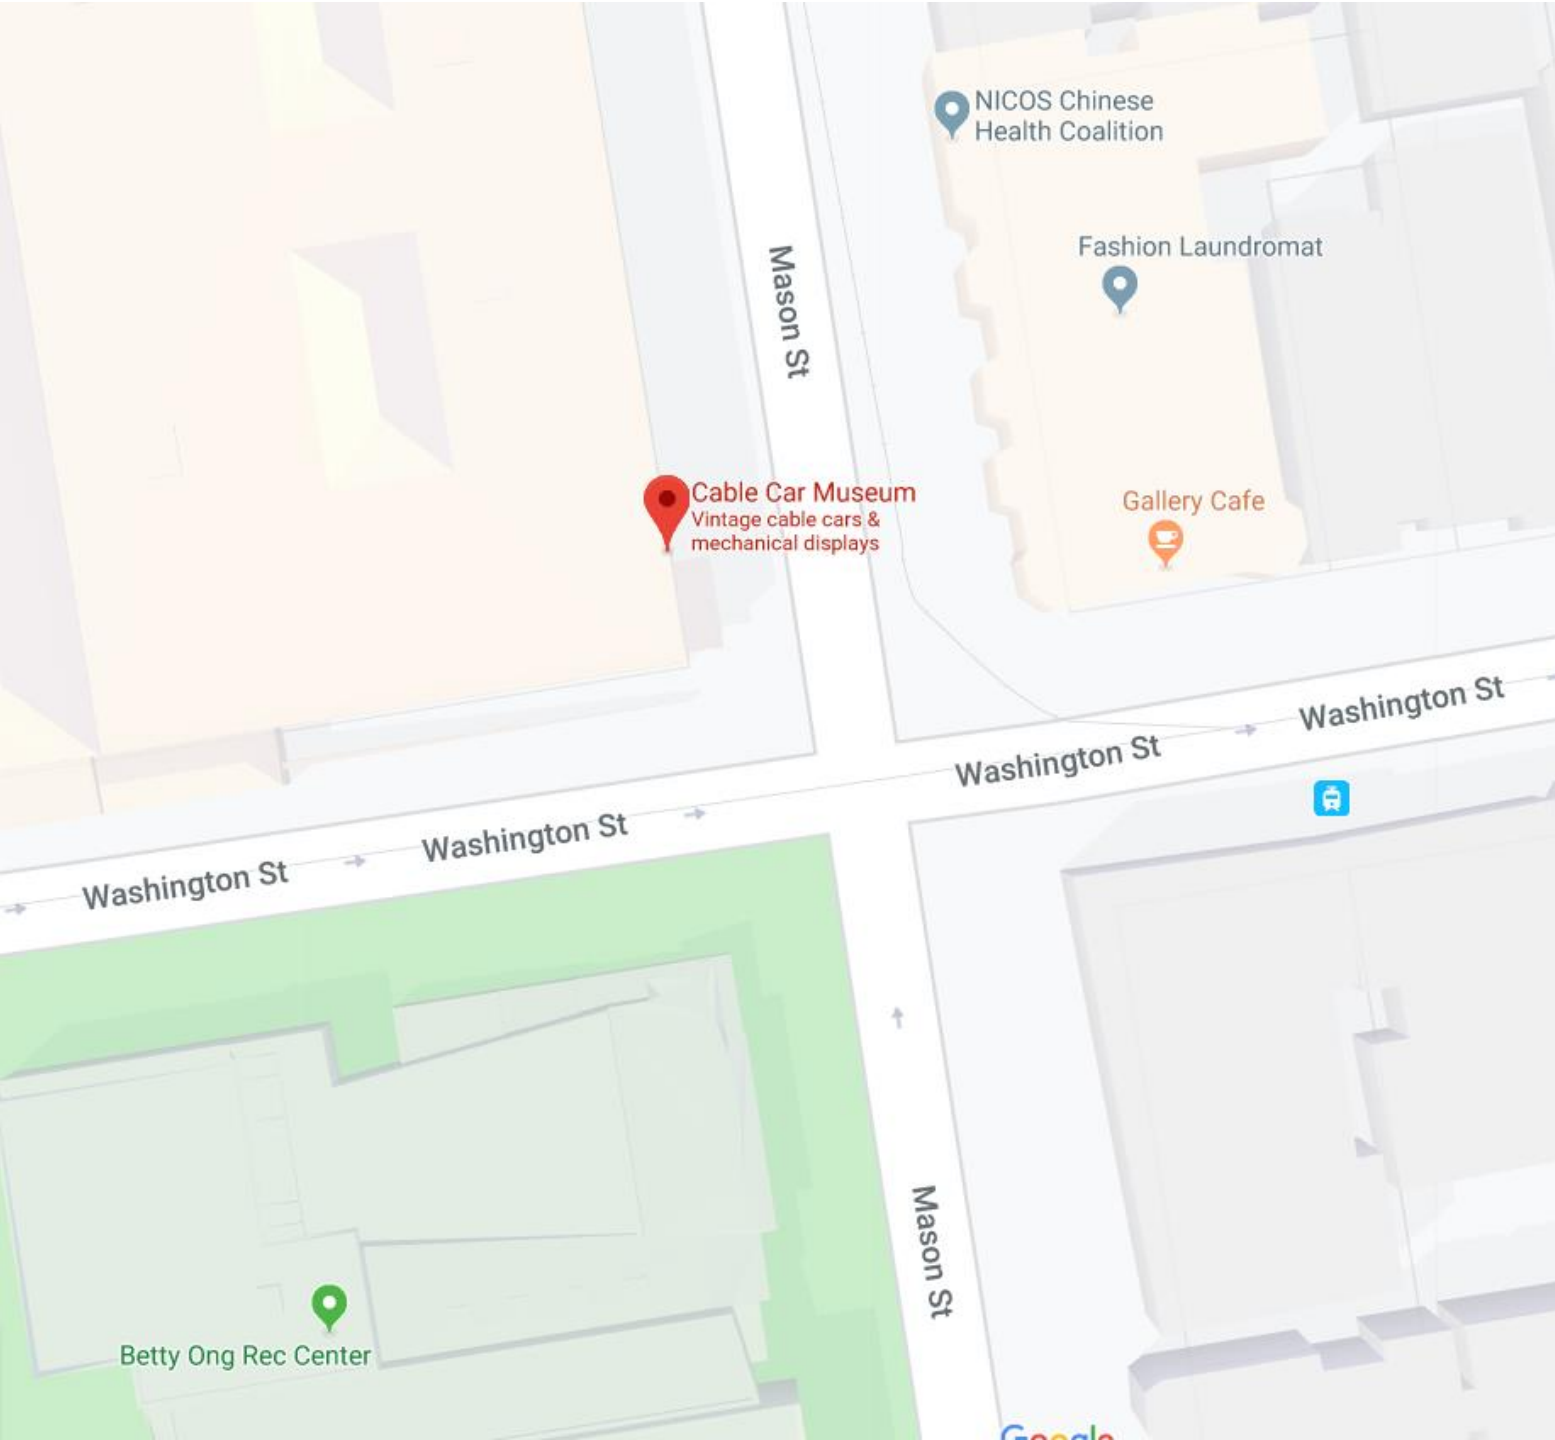 NICOS Chinese
Health Coalition
Fashion Laundromat
Mason St
Cable Car Museum
Vintage cable cars &
mechanical displays
Gallery Cafe
Washington St
Washington St
Washington St
Washington St
Mason St
Betty Ong Rec Center
Google